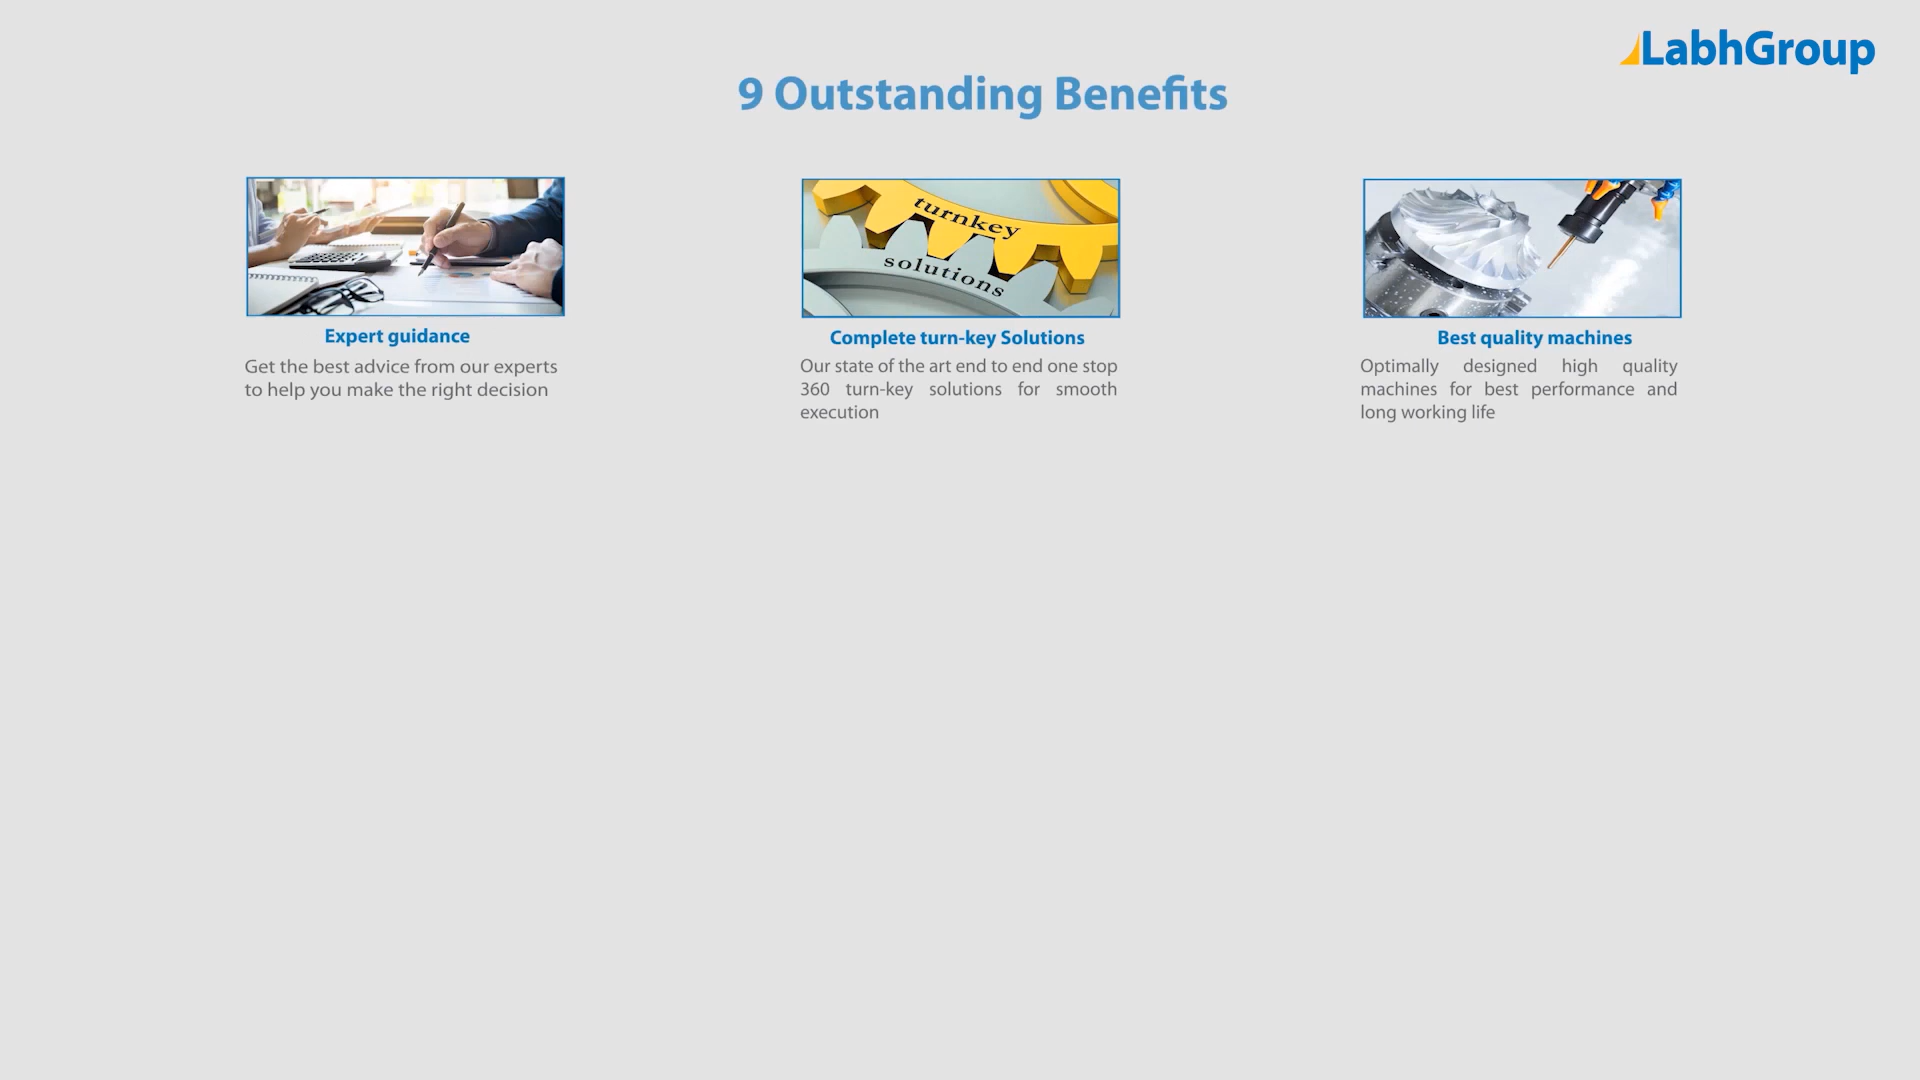 LabhGroup
9 Outstanding Benefits
turnkey
solutions
Expert guidance
Get the best advice from our experts
to help you make the right decision
Complete turn-key Solutions
Our state of the art end to end one stop
360 turn-key solutions for smooth
execution
Best quality machines
Optimally designed high quality
machines for best performance and
long working life